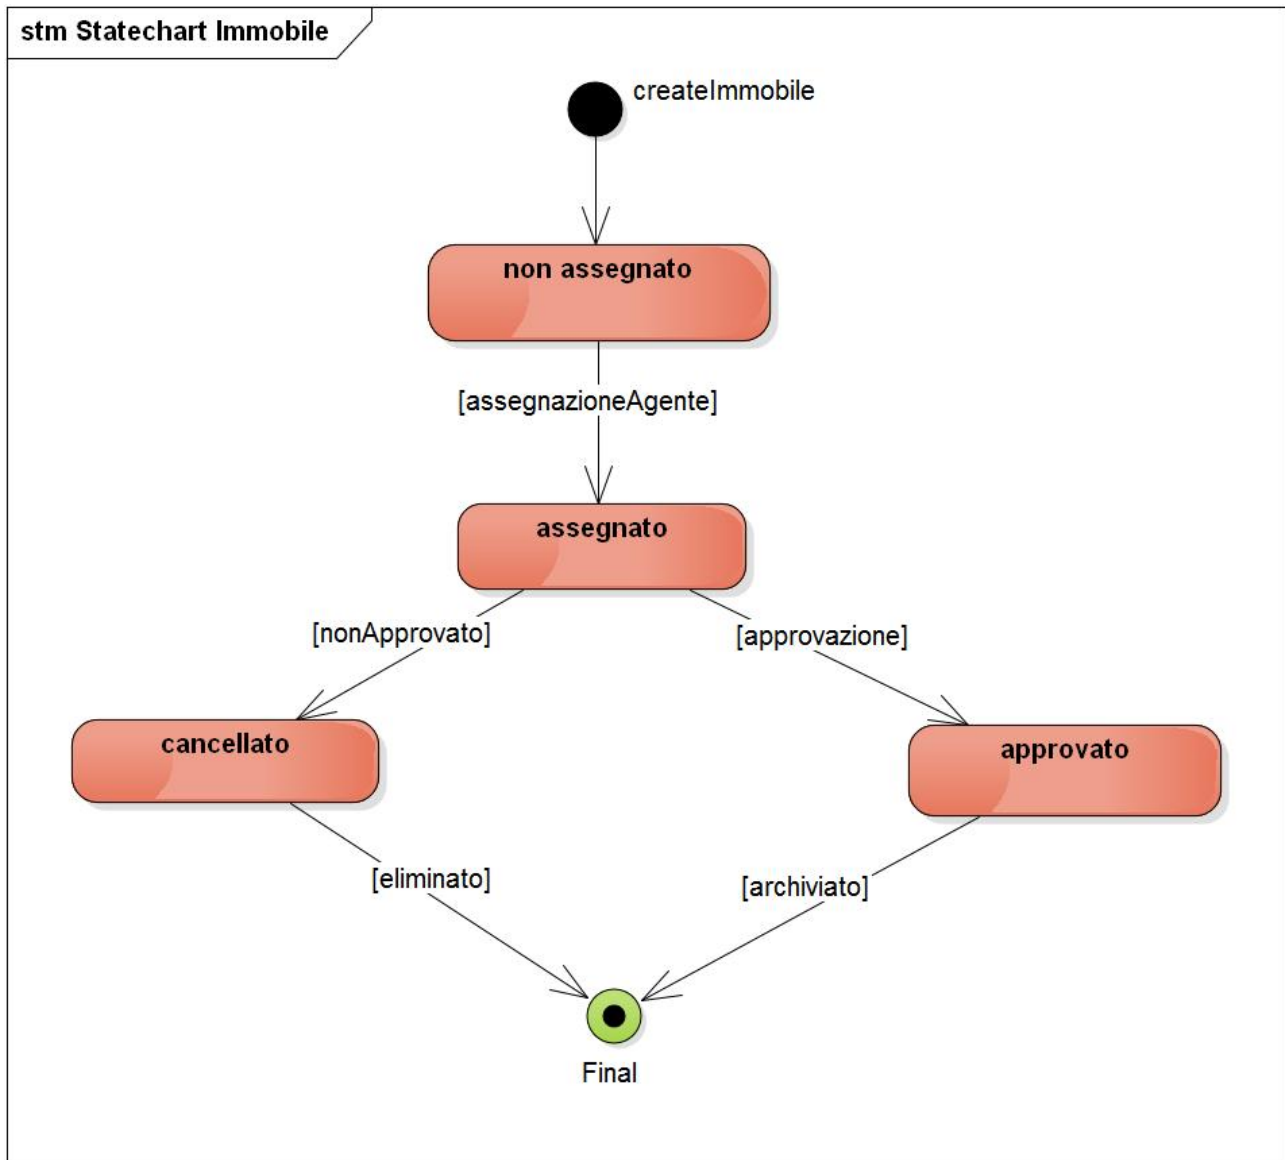 stm Statechart Immobile
createImmobile
non assegnato
[assegnazioneAgente]
assegnato
[nonApprovato]
[approvazione]
cancellato
approvato
[eliminato]
[archiviato]
Final